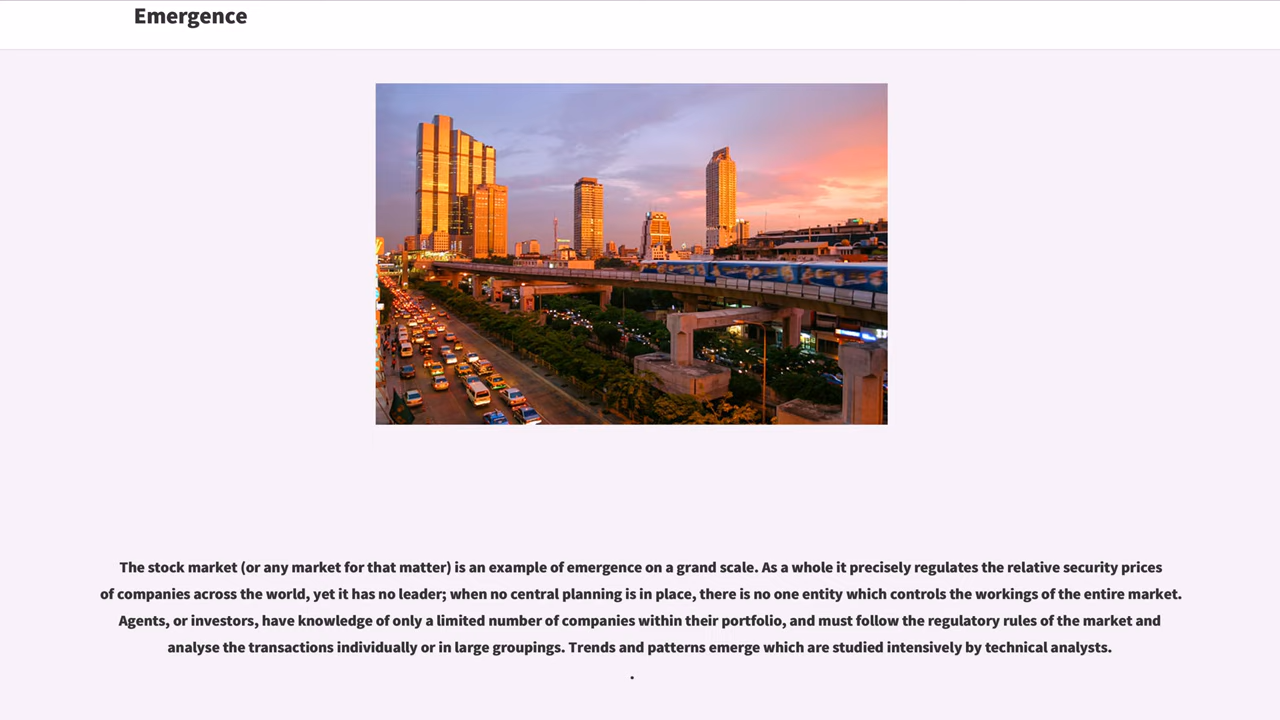 Emergence
The stock market (or any market for that matter) is an example of emergence on a grand scale. As a whole it precisely regulates the relative security prices
of companies across the world, yet it has no leader; when no central planning is in place, there is no one entity which controls the workings of the entire market.
Agents, or investors, have knowledge of only a limited number of companies within their portfolio, and must follow the regulatory rules of the market and
analyse the transactions individually or in large groupings. Trends and patterns emerge which are studied intensively by technical analysts.
.